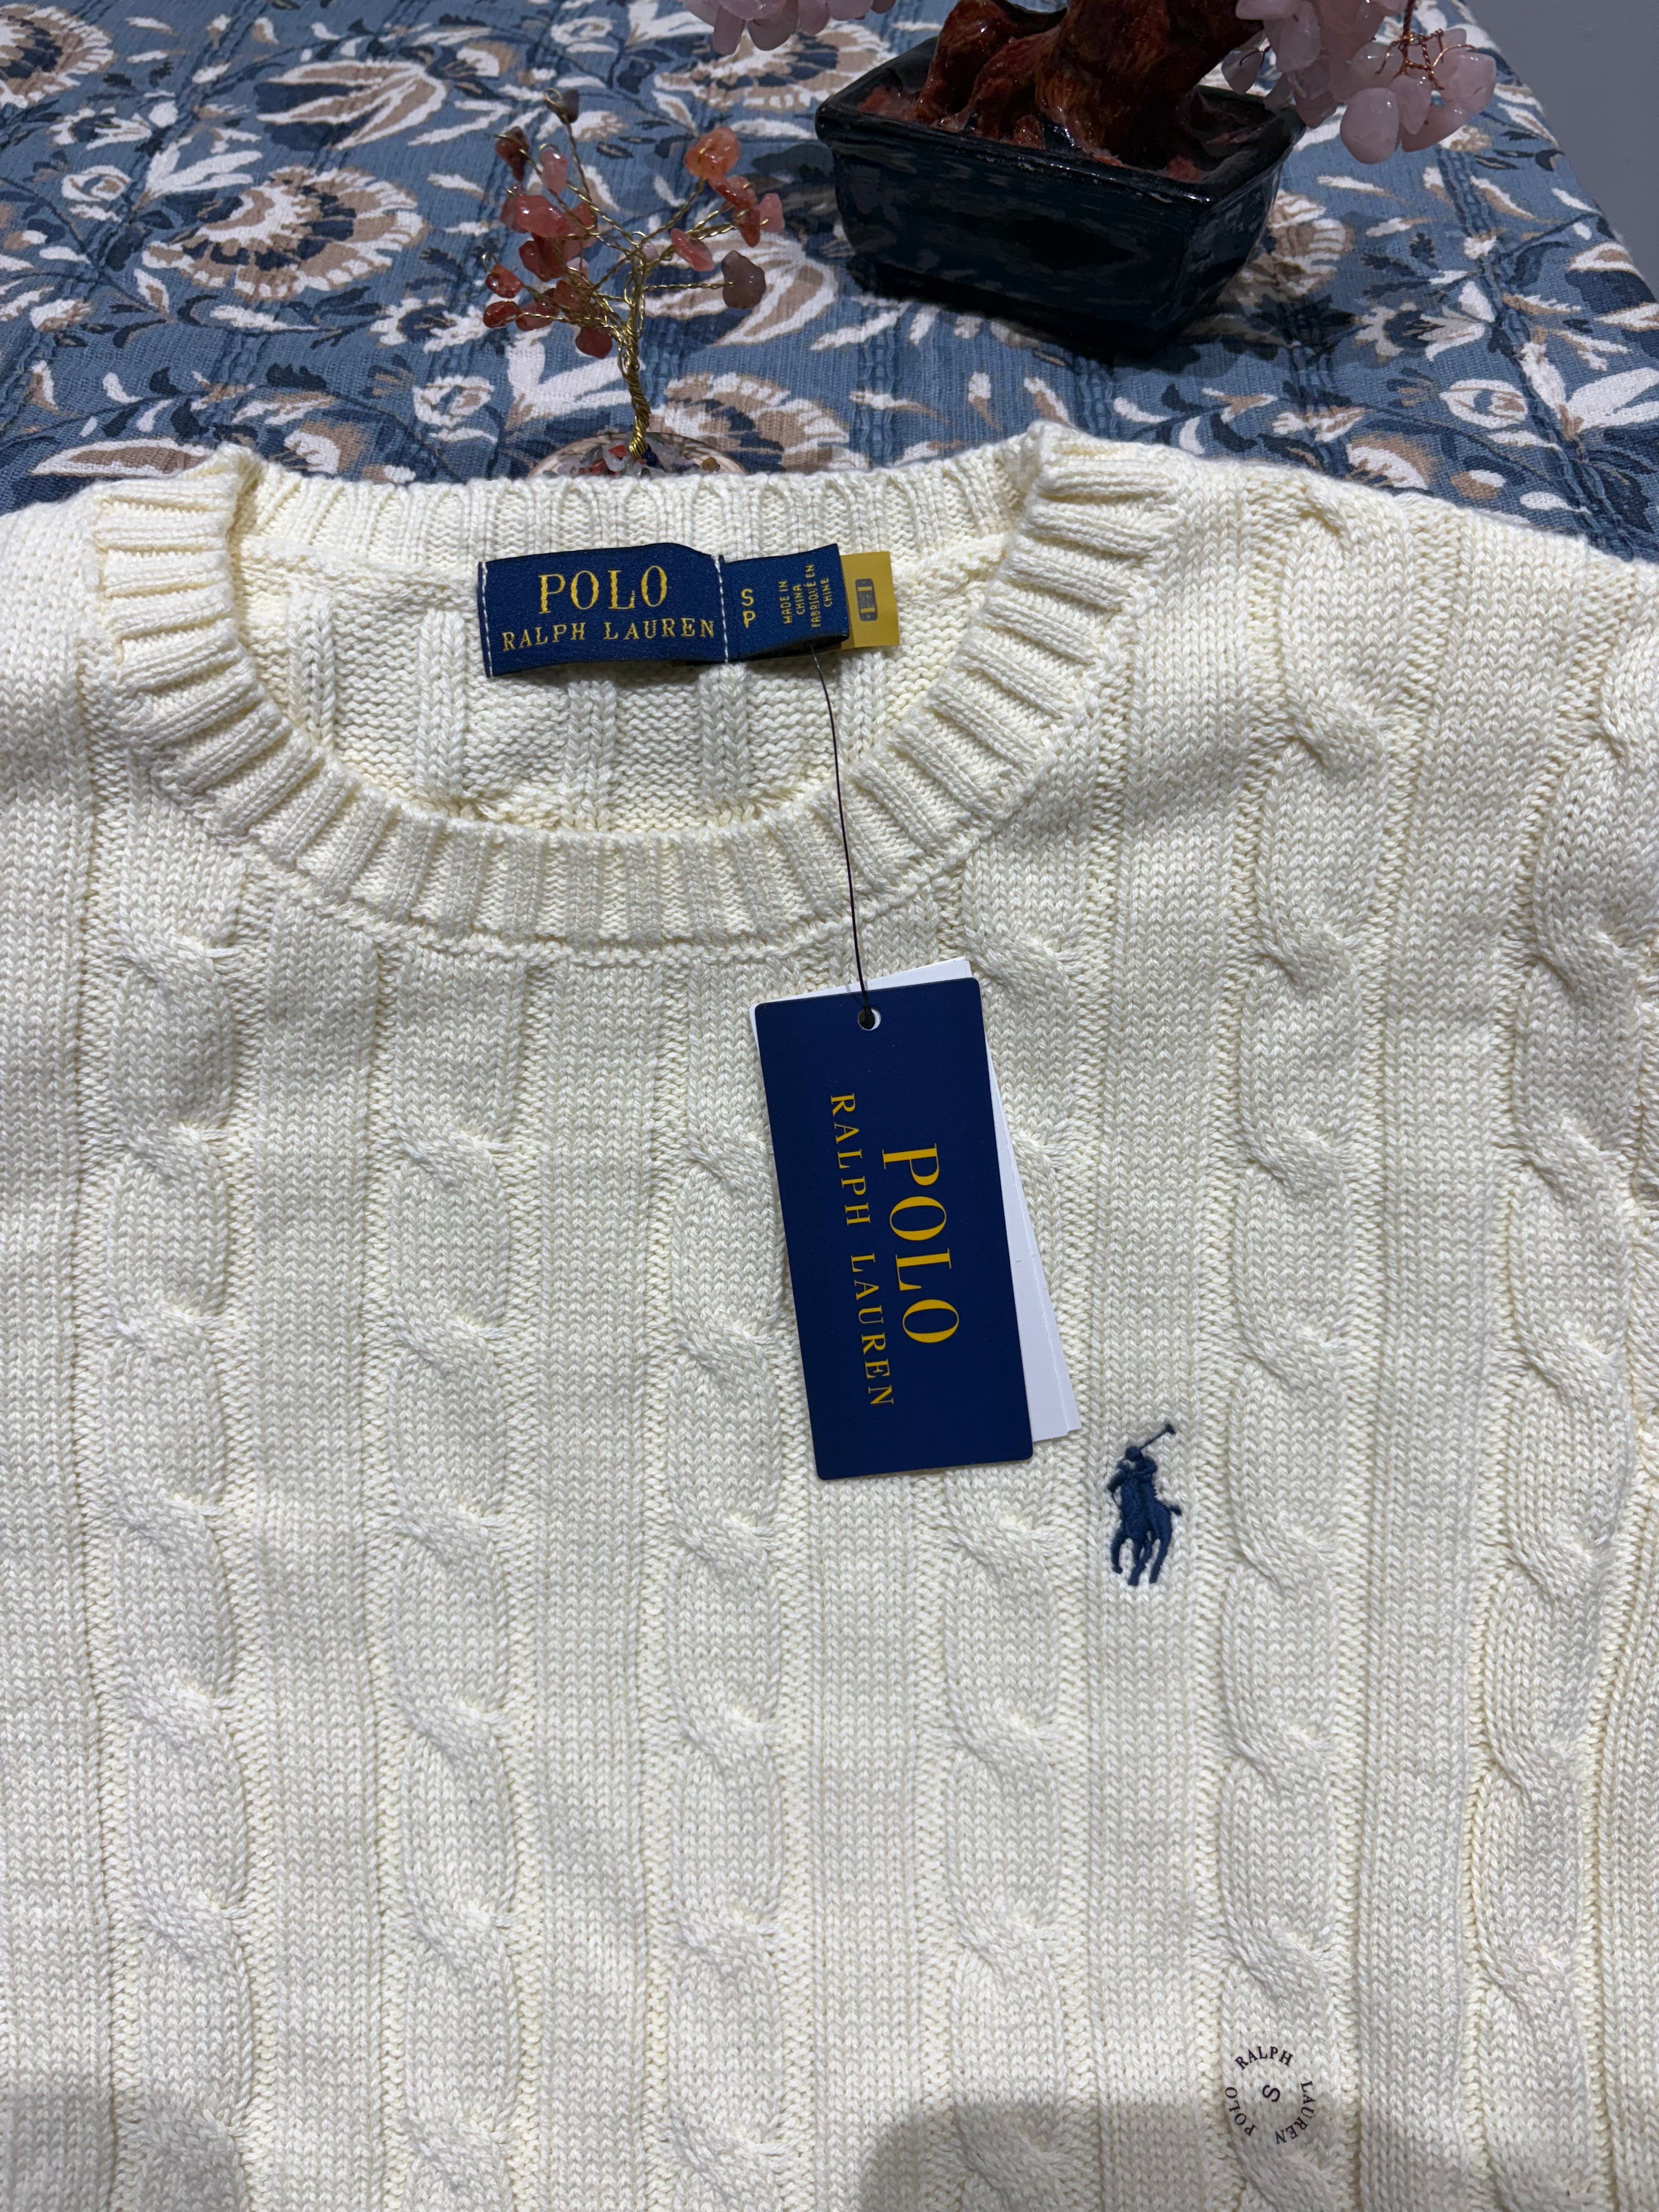 POLO
RALPH LAUREN
S
P
MADE IN
CHINA
FABRIQUÉ EN
CHINE
POLO
RALPH LAUREN
POLO RALPH LAUREN
S